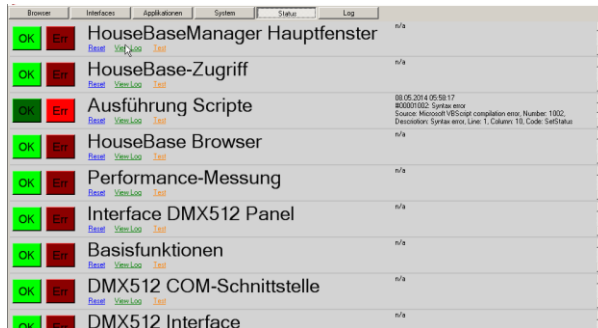 Browser Interfaces Applikationen System Status Log
OK Err HouseBaseManager Hauptfenster n/a
Reset View Log Test
OK Err HouseBase-Zugriff n/a
Reset View Log Test
OK Err Ausführung Scripte 08.05.2014 05:58:17
#00001002: Syntax error
Source: Microsoft VBScript compilation error, Number: 1002,
Reset View Log Test Description: Syntax error, Line: 1, Column: 10, Code: SetStatus
OK Err HouseBase Browser n/a
Reset View Log Test
OK Err Performance-Messung n/a
Reset View Log Test
OK Err Interface DMX512 Panel n/a
Reset View Log Test
OK Err Basisfunktionen n/a
Reset View Log Test
OK Err DMX512 COM-Schnittstelle n/a
Reset View Log Test
OK Err DMX512 Interface n/a